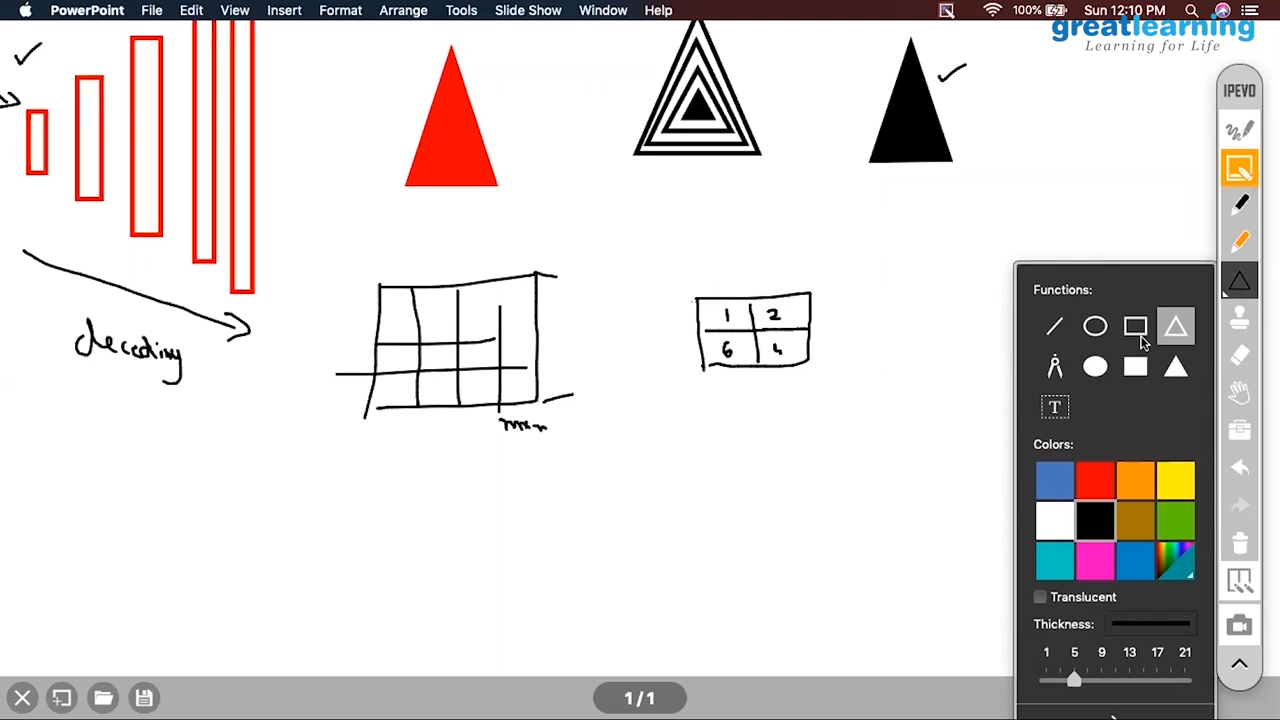 PowerPoint File Edit View Insert Format Arrange Tools Slide Show Window Help 100% Sun 12:10 PM
greatlearning
Learning for Life
IPEVO
Functions:
T
Colors:
Translucent
Thickness:
1 5 9 13 17 21
decoding
1 2
6 4
1/1